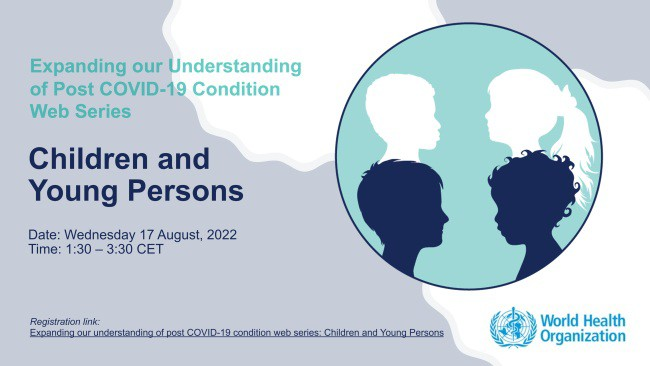 Expanding our Understanding
of Post COVID-19 Condition
Web Series
Children and
Young Persons
Date: Wednesday 17 August, 2022
Time: 1:30 – 3:30 CET
Registration link:
Expanding our understanding of post COVID-19 condition web series: Children and Young Persons
World Health
Organization